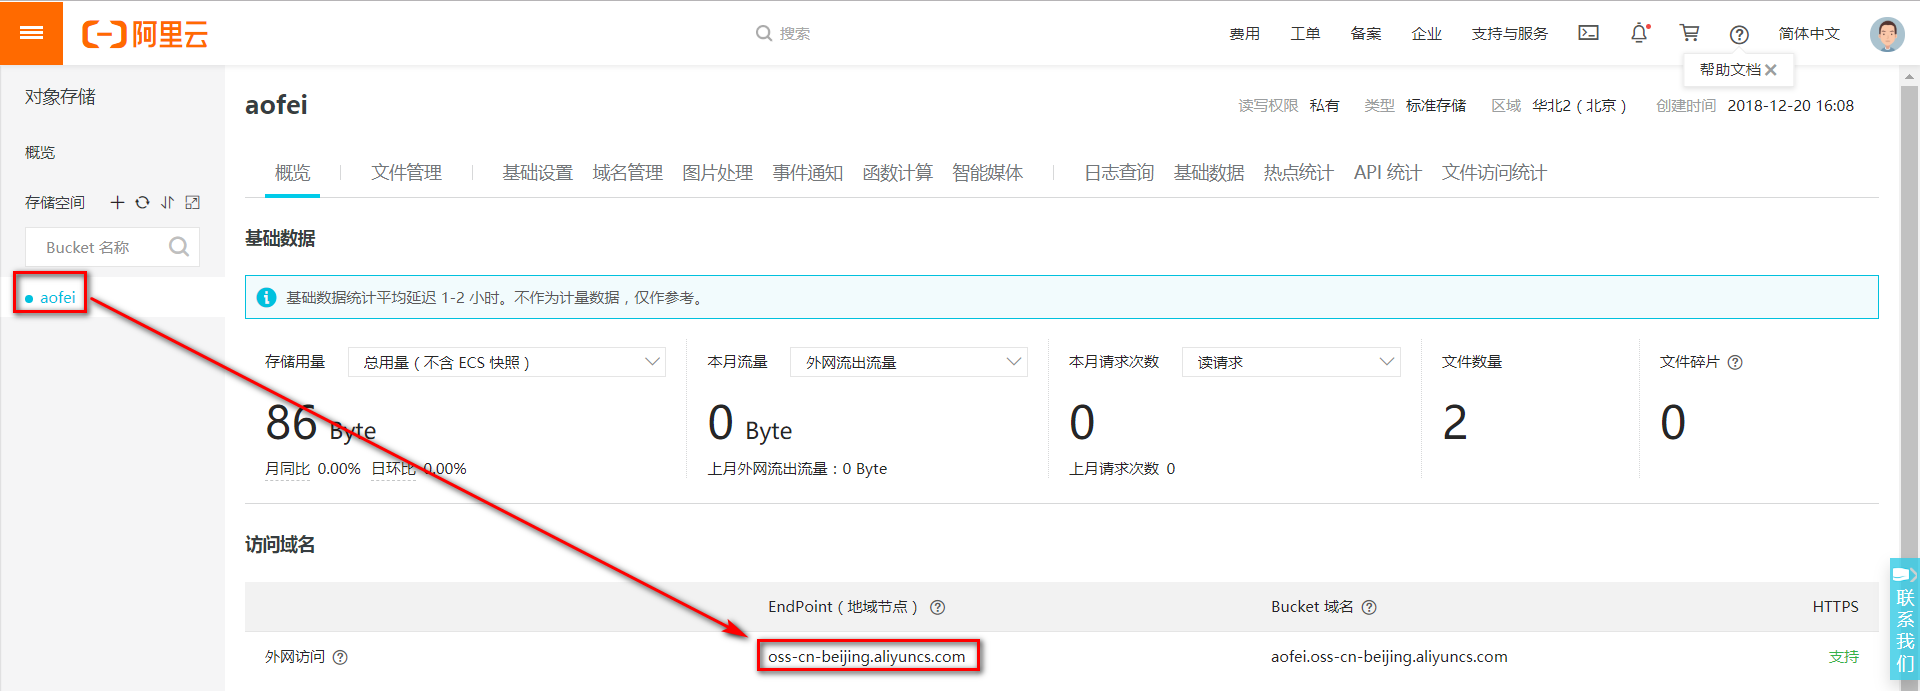 阿里云
搜索
费用 工单 备案 企业 支持与服务 简体中文
帮助文档
对象存储
概览
存储空间
Bucket 名称
aofei
aofei
读写权限 私有 类型 标准存储 区域 华北2（北京） 创建时间 2018-12-20 16:08
概览 文件管理 基础设置 域名管理 图片处理 事件通知 函数计算 智能媒体 日志查询 基础数据 热点统计 API 统计 文件访问统计
基础数据
基础数据统计平均延迟 1-2 小时。不作为计量数据，仅作参考。
存储用量 总用量（不含 ECS 快照） 本月流量 外网流出流量 本月请求次数 读请求 文件数量 文件碎片
86 Byte 0 Byte 0 2 0
月同比 0.00% 日环比 0.00% 上月外网流出流量：0 Byte 上月请求次数 0
访问域名
EndPoint（地域节点） Bucket 域名 HTTPS
外网访问 oss-cn-beijing.aliyuncs.com aofei.oss-cn-beijing.aliyuncs.com 支持
联系我们